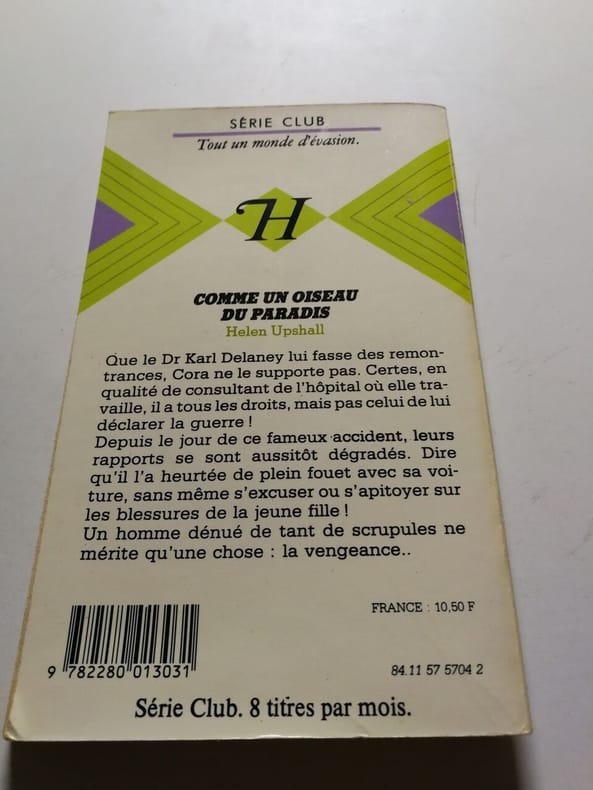 SÉRIE CLUB
Tout un monde d'évasion.
H
COMME UN OISEAU
DU PARADIS
Helen Upshall
Que le Dr Karl Delaney lui fasse des remon-
trances, Cora ne le supporte pas. Certes, en
qualité de consultant de l'hôpital où elle tra-
vaille, il a tous les droits, mais pas celui de lui
déclarer la guerre !
Depuis le jour de ce fameux accident, leurs
rapports se sont aussitôt dégradés. Dire
qu'il l'a heurtée de plein fouet avec sa voi-
ture, sans même s'excuser ou s'apitoyer sur
les blessures de la jeune fille !
Un homme dénué de tant de scrupules ne
mérite qu'une chose : la vengeance..
FRANCE : 10,50 F
9 782280 013031
84.11 57 5704 2
Série Club. 8 titres par mois.